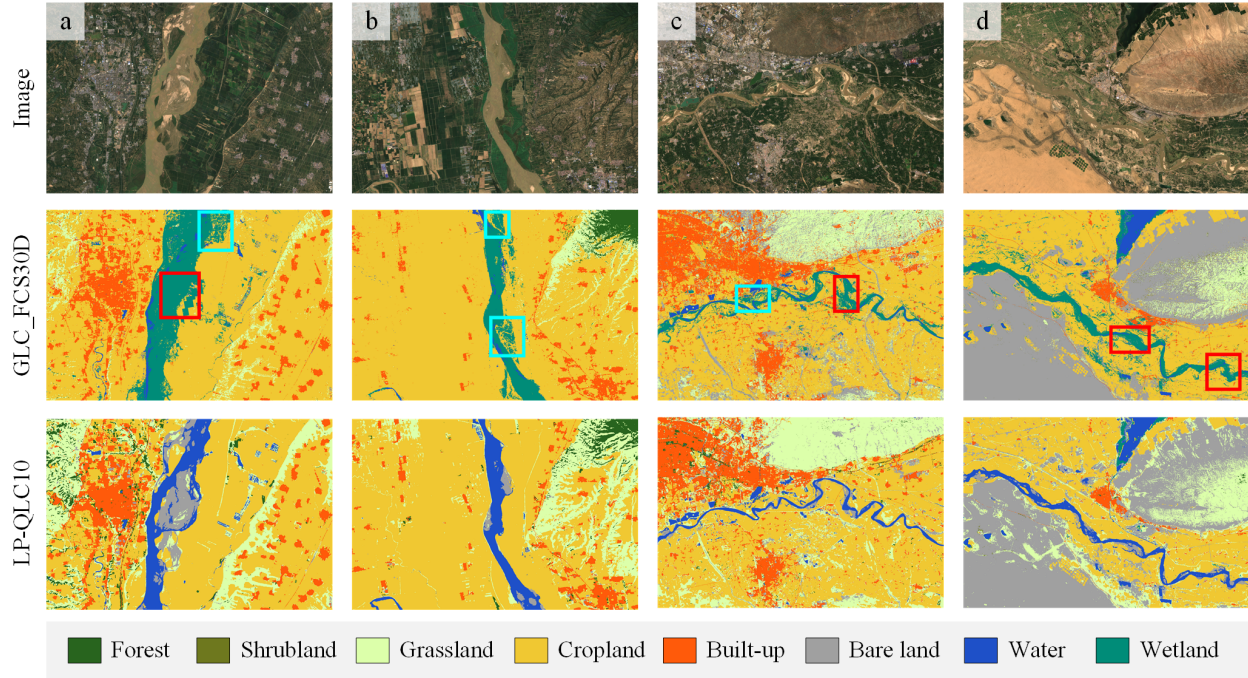 a b c d
Image
GLC_FCS30D
LP-QLC10
Forest Shrubland Grassland Cropland Built-up Bare land Water Wetland